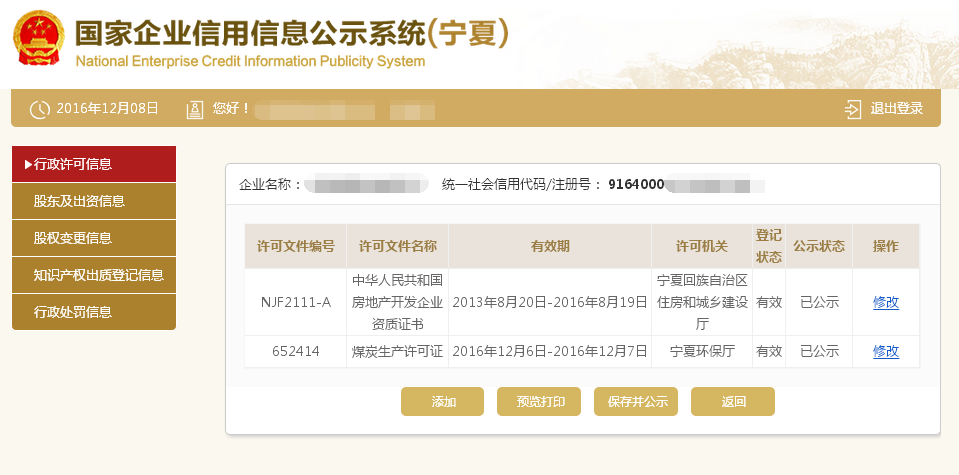 国家企业信用信息公示系统(宁夏)
National Enterprise Credit Information Publicity System
2016年12月08日 您好！ 退出登录
行政许可信息
股东及出资信息
股权变更信息
知识产权出质登记信息
行政处罚信息
企业名称： 统一社会信用代码/注册号： 9164000
许可文件编号 许可文件名称 有效期 许可机关 登记状态 公示状态 操作
NJF2111-A 中华人民共和国房地产开发企业资质证书 2013年8月20日-2016年8月19日 宁夏回族自治区住房和城乡建设厅 有效 已公示 修改
652414 煤炭生产许可证 2016年12月6日-2016年12月7日 宁夏环保厅 有效 已公示 修改
添加 预览打印 保存并公示 返回